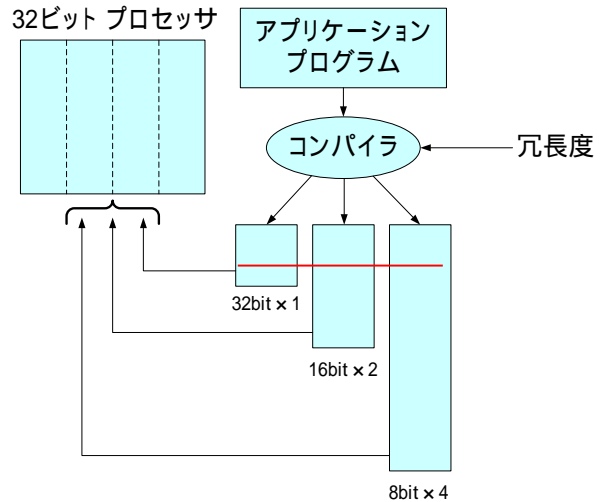 32ビット プロセッサ
アプリケーション
プログラム
コンパイラ
冗長度
32bit × 1
16bit × 2
8bit × 4